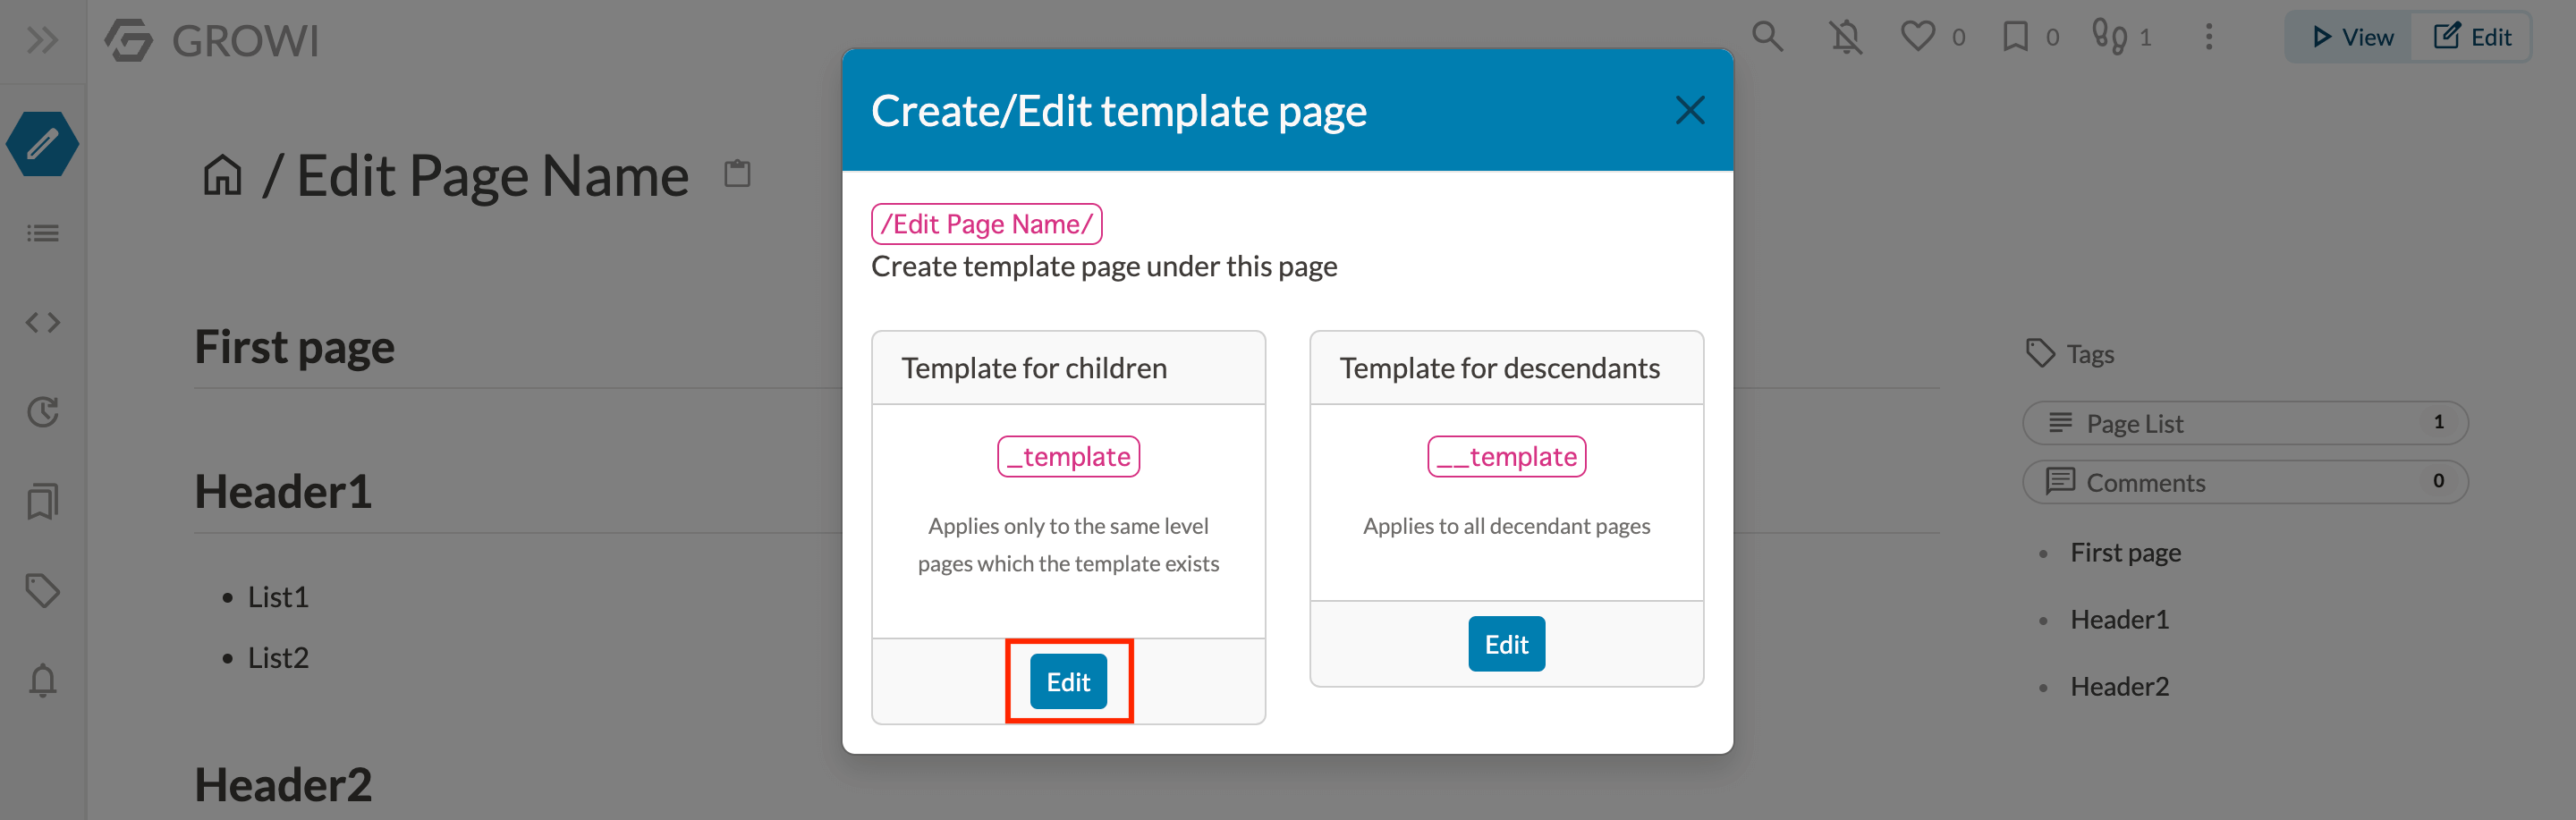 GROWI
0
0
1
View
Edit
/ Edit Page Name
First page
Header1
List1
List2
Header2
Create/Edit template page
/Edit Page Name/
Create template page under this page
Template for children
_template
Applies only to the same level
pages which the template exists
Edit
Template for descendants
__template
Applies to all decendant pages
Edit
Tags
Page List
1
Comments
0
First page
Header1
Header2